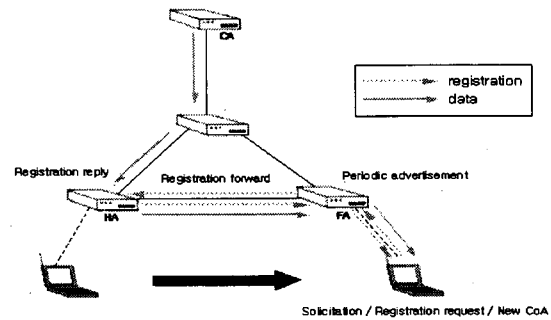 CA
registration
data
Registration reply
Registration forward
Periodic advertisement
HA
FA
Solicitation / Registration request / New CoA